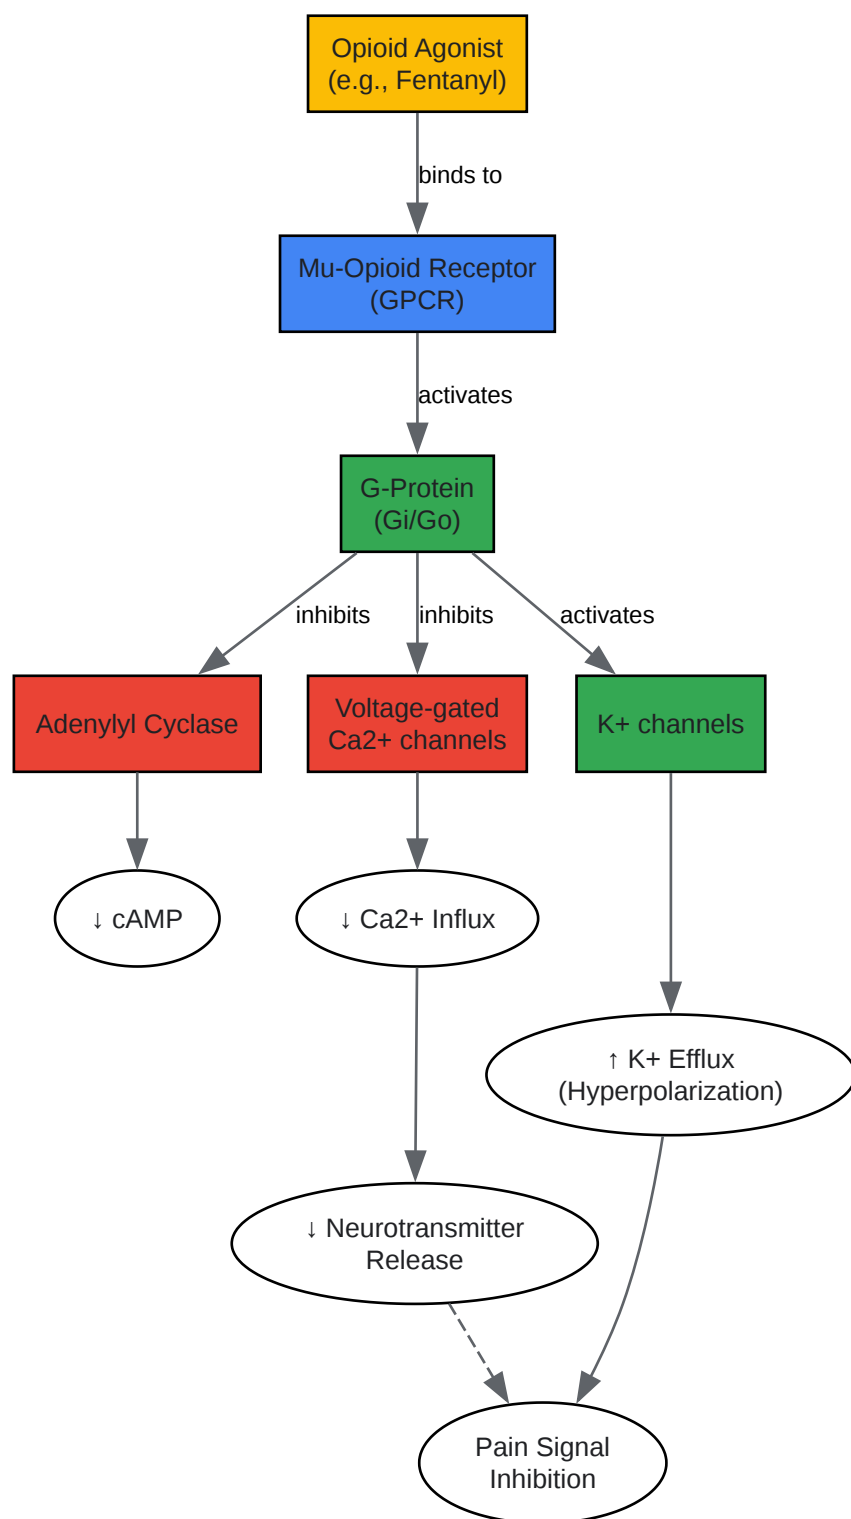 Opioid Agonist
(e.g., Fentanyl)
binds to
Mu-Opioid Receptor
(GPCR)
activates
G-Protein
(Gi/Go)
inhibits
inhibits
activates
Adenylyl Cyclase
Voltage-gated
Ca2+ channels
K+ channels
↓ cAMP
↓ Ca2+ Influx
↑ K+ Efflux
(Hyperpolarization)
↓ Neurotransmitter
Release
Pain Signal
Inhibition